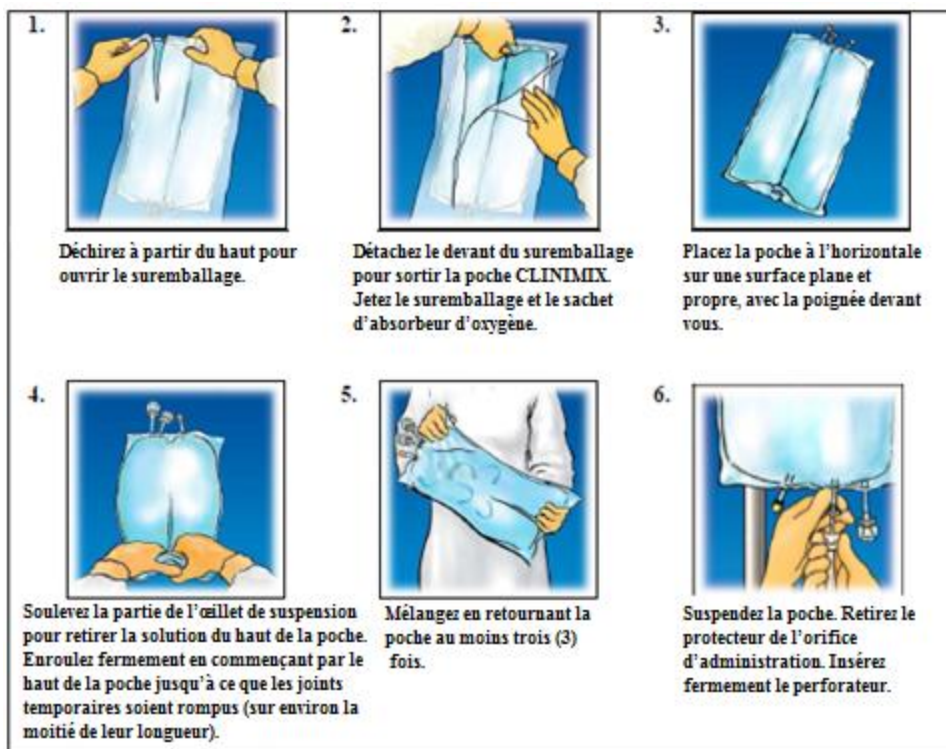 1.
Déchirez à partir du haut pour
ouvrir le suremballage.
2.
Détachez le devant du suremballage
pour sortir la poche CLINIMIX.
Jetez le suremballage et le sachet
d'absorbeur d'oxygène.
3.
Placez la poche à l'horizontale
sur une surface plane et
propre, avec la poignée devant
vous.
4.
Soulevez la partie de l'œillet de suspension
pour retirer la solution du haut de la poche.
Enroulez fermement en commençant par le
haut de la poche jusqu'à ce que les joints
temporaires soient rompus (sur environ la
moitié de leur longueur).
5.
Mélangez en retournant la
poche au moins trois (3)
fois.
6.
Suspendez la poche. Retirez le
protecteur de l'orifice
d'administration. Insérez
fermement le perforateur.